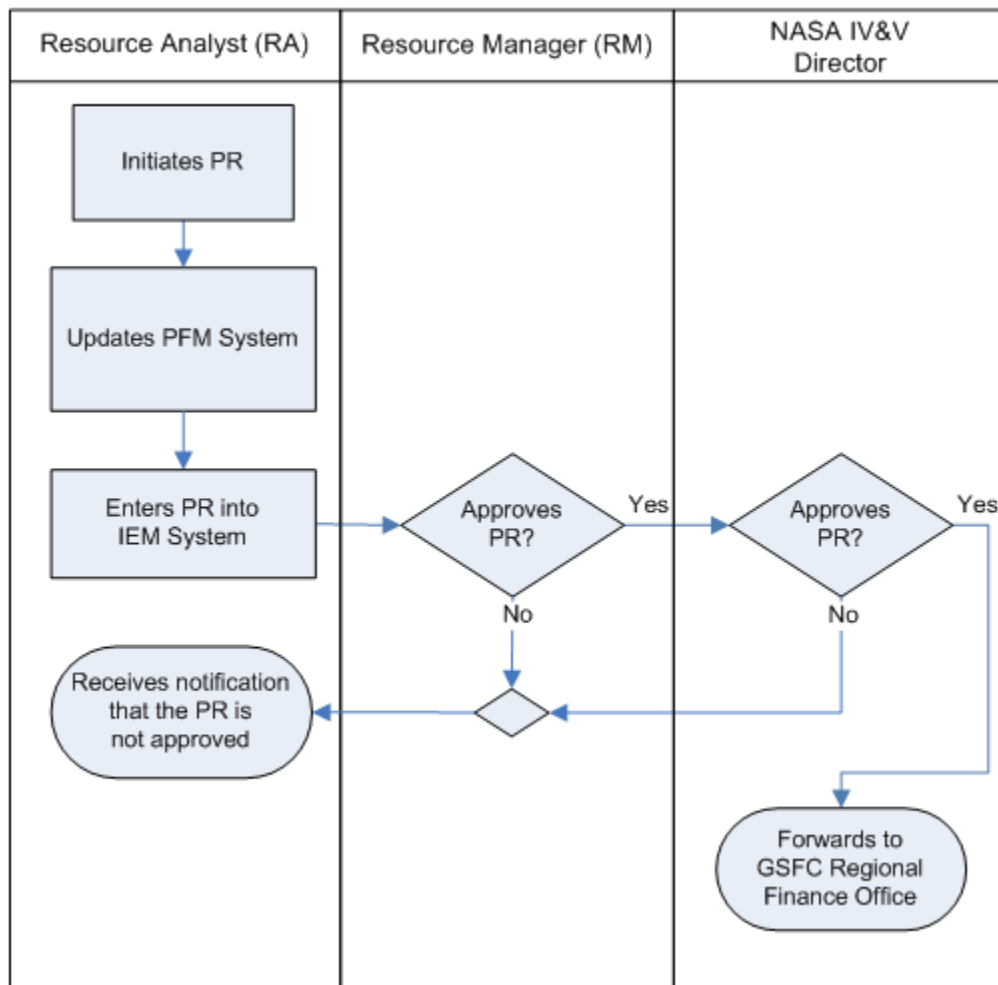 Resource Analyst (RA)
Resource Manager (RM)
NASA IV&V
Director
Initiates PR
Updates PFM System
Enters PR into
IEM System
Approves
PR?
Yes
Approves
PR?
Yes
No
No
Receives notification
that the PR is
not approved
Forwards to
GSFC Regional
Finance Office